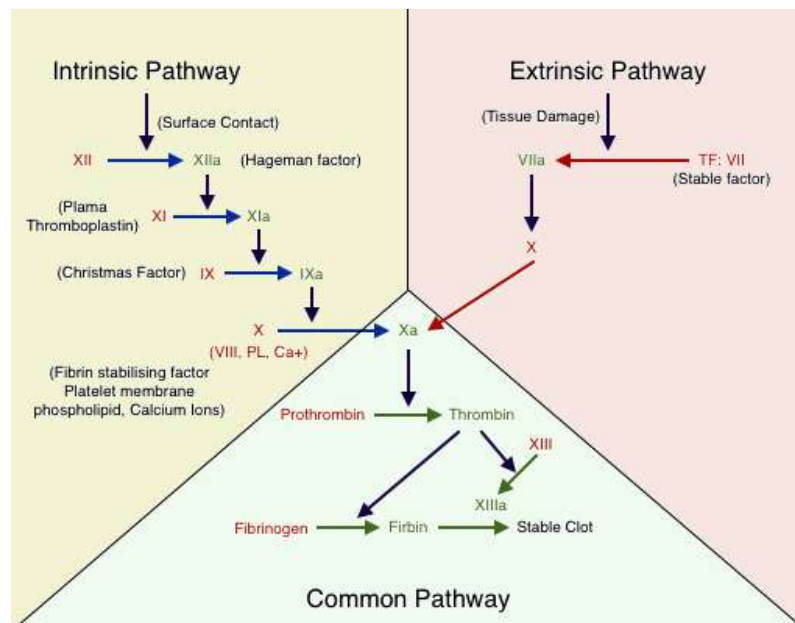 Intrinsic Pathway
Extrinsic Pathway
(Surface Contact)
(Tissue Damage)
XII
XIIa
(Hageman factor)
VIIa
TF: VII
(Stable factor)
(Plama
Thromboplastin)
XI
XIa
X
(Christmas Factor)
IX
IXa
X
Xa
(VIII, PL, Ca+)
(Fibrin stabilising factor
Platelet membrane
phospholipid, Calcium Ions)
Prothrombin
Thrombin
XIII
XIIIa
Fibrinogen
Firbin
Stable Clot
Common Pathway